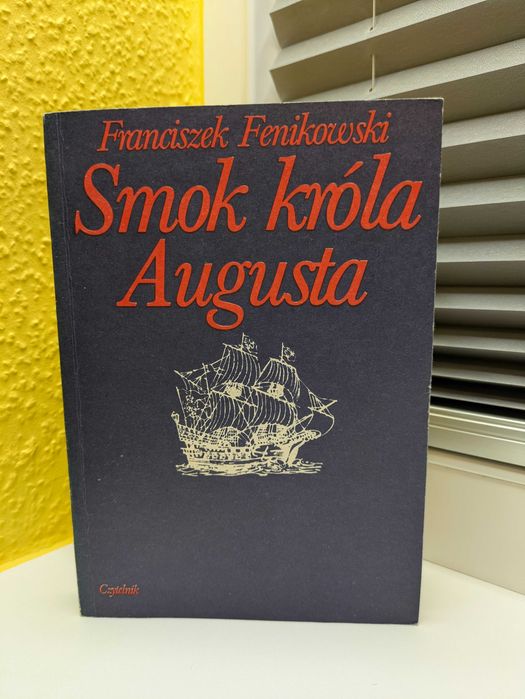 Franciszek Fenikowski
Smok króla
Augusta
Czytelnik